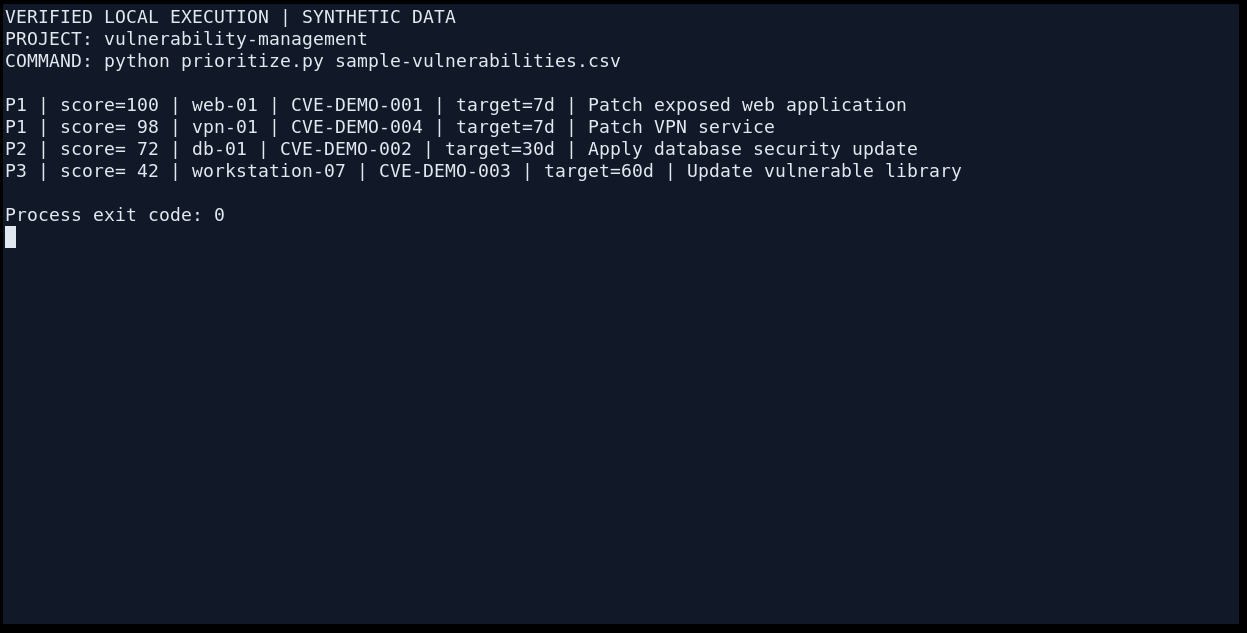 VERIFIED LOCAL EXECUTION | SYNTHETIC DATA
PROJECT: vulnerability-management
COMMAND: python prioritize.py sample-vulnerabilities.csv
P1 | score=100 | web-01 | CVE-DEMO-001 | target=7d | Patch exposed web application
P1 | score= 98 | vpn-01 | CVE-DEMO-004 | target=7d | Patch VPN service
P2 | score= 72 | db-01 | CVE-DEMO-002 | target=30d | Apply database security update
P3 | score= 42 | workstation-07 | CVE-DEMO-003 | target=60d | Update vulnerable library
Process exit code: 0